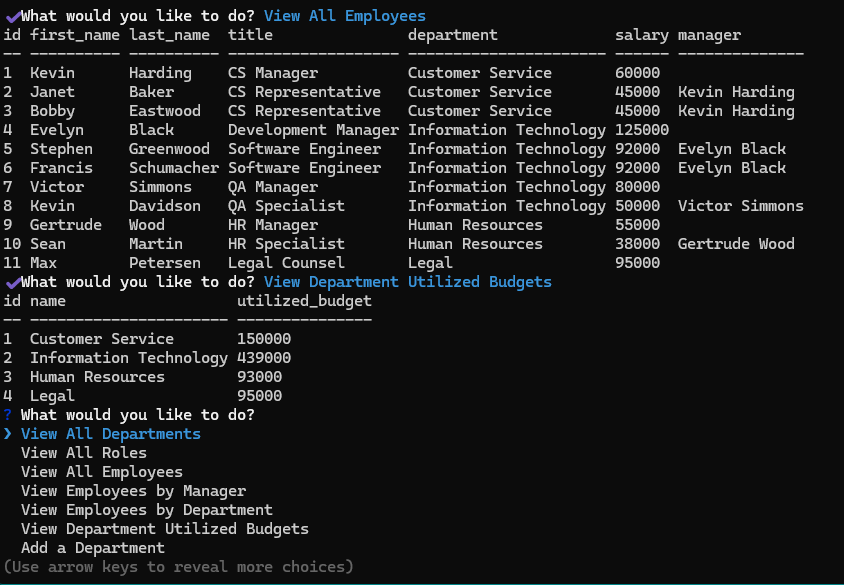 ✔What would you like to do? View All Employees
id first_name last_name  title               department             salary manager
-- ---------- ---------- ------------------- ---------------------- ------ --------------
1  Kevin      Harding    CS Manager          Customer Service       60000
2  Janet      Baker      CS Representative   Customer Service       45000  Kevin Harding
3  Bobby      Eastwood   CS Representative   Customer Service       45000  Kevin Harding
4  Evelyn     Black      Development Manager Information Technology 125000
5  Stephen    Greenwood  Software Engineer   Information Technology 92000  Evelyn Black
6  Francis    Schumacher Software Engineer   Information Technology 92000  Evelyn Black
7  Victor     Simmons    QA Manager          Information Technology 80000
8  Kevin      Davidson   QA Specialist       Information Technology 50000  Victor Simmons
9  Gertrude   Wood       HR Manager          Human Resources        55000
10 Sean       Martin     HR Specialist       Human Resources        38000  Gertrude Wood
11 Max        Petersen   Legal Counsel       Legal                  95000
✔What would you like to do? View Department Utilized Budgets
id name                   utilized_budget
-- ---------------------- ---------------
1  Customer Service       150000
2  Information Technology 439000
3  Human Resources        93000
4  Legal                  95000
? What would you like to do?
❯ View All Departments
  View All Roles
  View All Employees
  View Employees by Manager
  View Employees by Department
  View Department Utilized Budgets
  Add a Department
(Use arrow keys to reveal more choices)